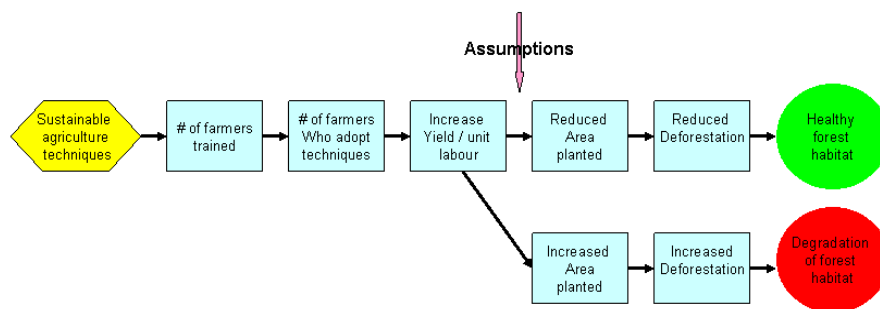 Assumptions
Sustainable
agriculture
techniques
# of farmers
trained
# of farmers
Who adopt
techniques
Increase
Yield / unit
labour
Reduced
Area
planted
Reduced
Deforestation
Healthy
forest
habitat
Increased
Area
planted
Increased
Deforestation
Degradation
of forest
habitat